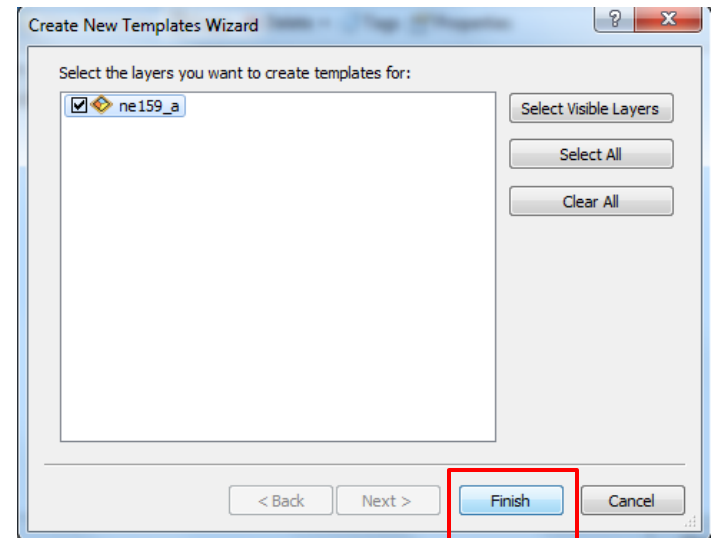 Create New Templates Wizard
Select the layers you want to create templates for:
ne159_a
Select Visible Layers
Select All
Clear All
< Back
Next >
Finish
Cancel